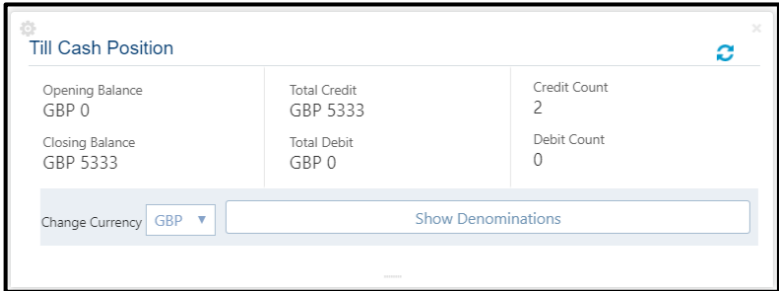 Till Cash Position
Opening Balance
GBP 0
Closing Balance
GBP 5333
Total Credit
GBP 5333
Total Debit
GBP 0
Credit Count
2
Debit Count
0
Change Currency GBP Show Denominations